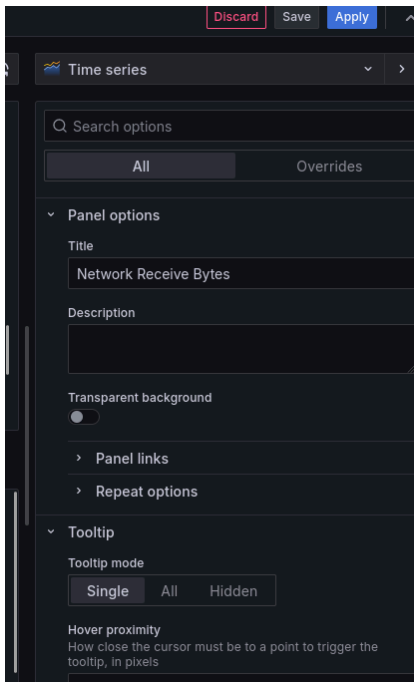 Discard Save Apply
Time series
Search options
All Overrides
Panel options
Title
Network Receive Bytes
Description
Transparent background
Panel links
Repeat options
Tooltip
Tooltip mode
Single All Hidden
Hover proximity
How close the cursor must be to a point to trigger the
tooltip, in pixels